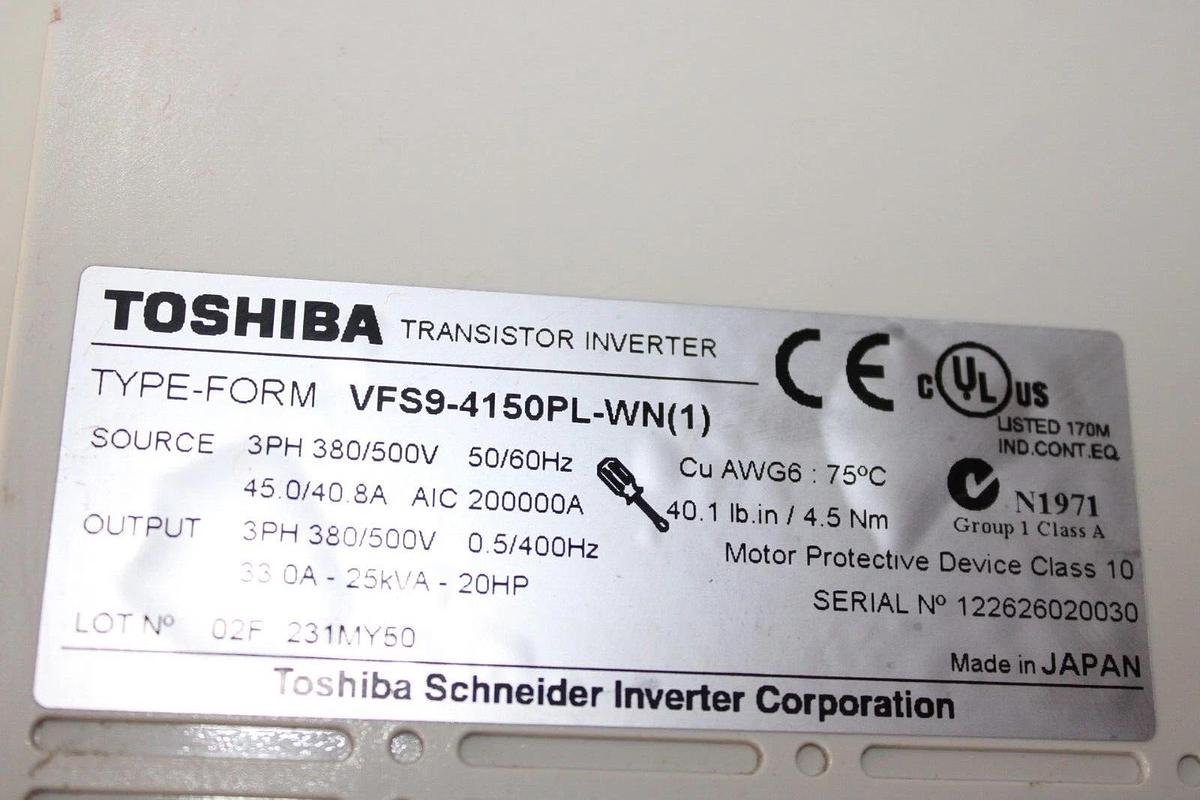 TOSHIBA TRANSISTOR INVERTER
TYPE-FORM VFS9-4150PL-WN(1)
SOURCE 3PH 380/500V 50/60Hz
45.0/40.8A AIC 200000A
OUTPUT 3PH 380/500V 0.5/400Hz
33.0A - 25kVA - 20HP
LOT Nº 02F 231MY50
CE
C UL US
LISTED 170M
IND.CONT.EQ
Cu AWG6 : 75ºC
40.1 lb.in / 4.5 Nm
N1971
Group 1 Class A
Motor Protective Device Class 10
SERIAL Nº 122626020030
Made in JAPAN
Toshiba Schneider Inverter Corporation